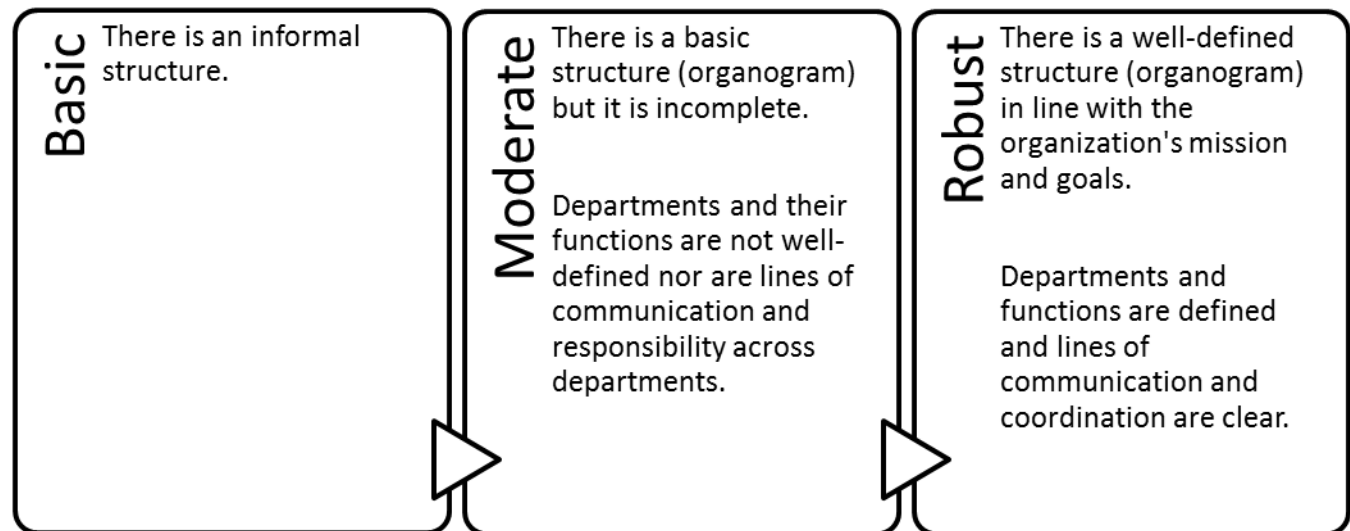 Basic
There is an informal
structure.
Moderate
There is a basic
structure (organogram)
but it is incomplete.
Departments and their
functions are not well-
defined nor are lines of
communication and
responsibility across
departments.
Robust
There is a well-defined
structure (organogram)
in line with the
organization's mission
and goals.
Departments and
functions are defined
and lines of
communication and
coordination are clear.